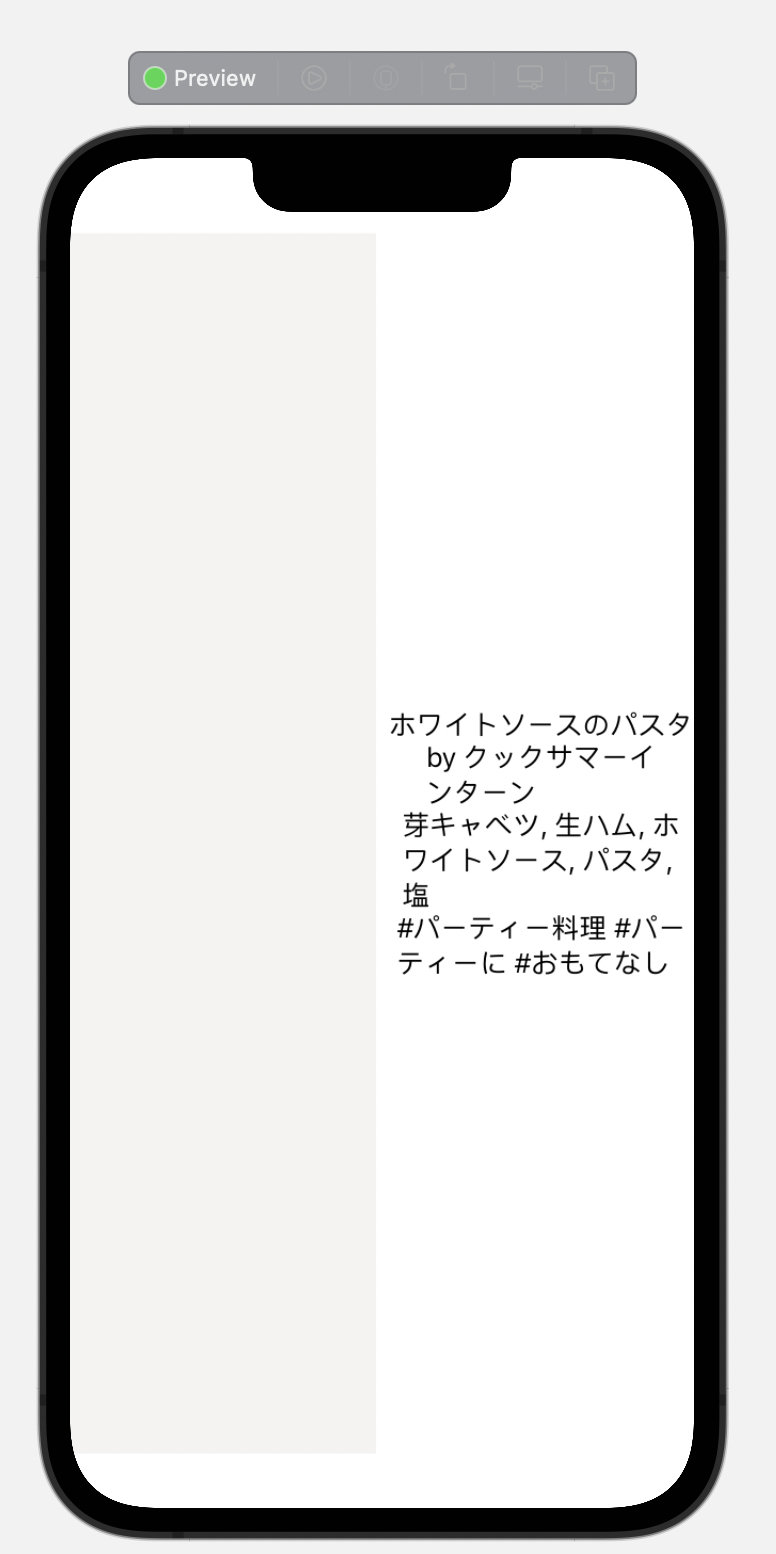 Preview
ホワイトソースのパスタ
by クックサマーイ
ンターン
芽キャベツ, 生ハム, ホ
ワイトソース, パスタ,
塩
#パーティー料理 #パー
ティーに #おもてなし